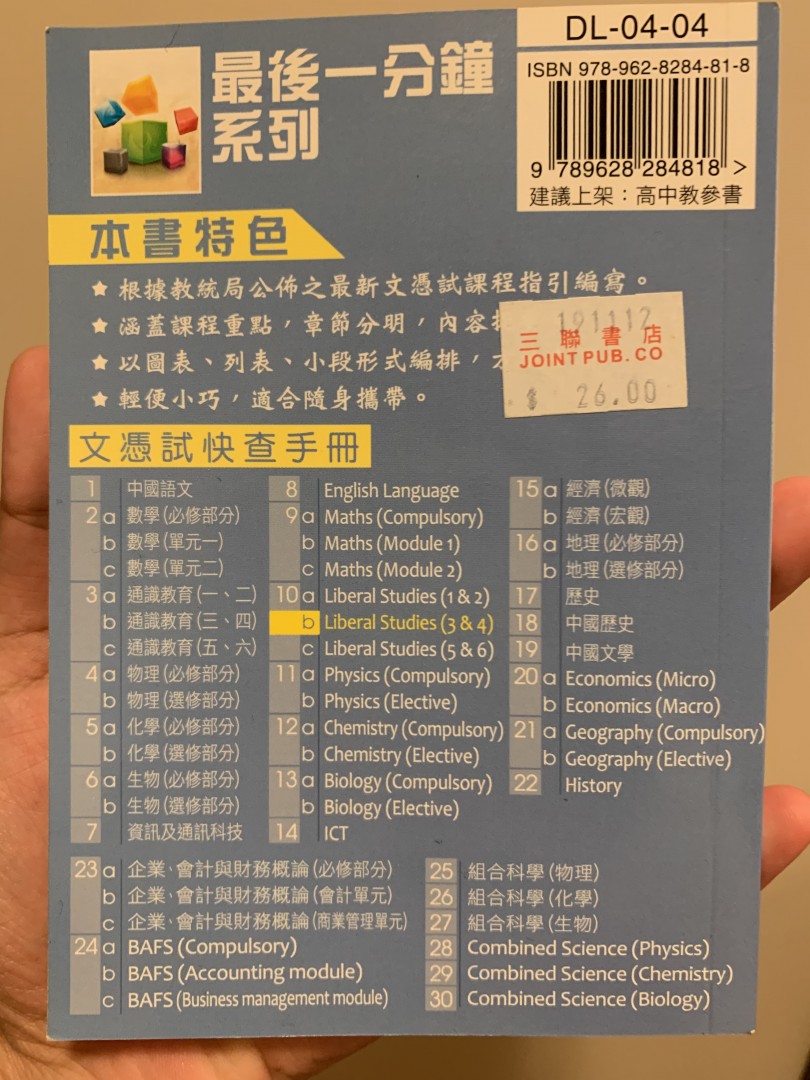 DL-04-04
ISBN 978-962-8284-81-8
9 789628 284818 >
建議上架：高中教參書
最後一分鐘
系列
本書特色
★ 根據教統局公佈之最新文憑試課程指引編寫。
★ 涵蓋課程重點，章節分明，內容
★ 以圖表、列表、小段形式編排，
★ 輕便小巧，適合隨身攜帶。
191112
三聯書店
JOINT PUB. CO
$ 26.00
文憑試快查手冊
1 中國語文
2 a 數學 (必修部分)
b 數學 (單元一)
c 數學 (單元二)
3 a 通識教育 (一、二)
b 通識教育 (三、四)
c 通識教育 (五、六)
4 a 物理 (必修部分)
b 物理 (選修部分)
5 a 化學 (必修部分)
b 化學 (選修部分)
6 a 生物 (必修部分)
b 生物 (選修部分)
7 資訊及通訊科技
8 English Language
9 a Maths (Compulsory)
b Maths (Module 1)
c Maths (Module 2)
10 a Liberal Studies (1 & 2)
b Liberal Studies (3 & 4)
c Liberal Studies (5 & 6)
11 a Physics (Compulsory)
b Physics (Elective)
12 a Chemistry (Compulsory)
b Chemistry (Elective)
13 a Biology (Compulsory)
b Biology (Elective)
14 ICT
15 a 經濟 (微觀)
b 經濟 (宏觀)
16 a 地理 (必修部分)
b 地理 (選修部分)
17 歷史
18 中國歷史
19 中國文學
20 a Economics (Micro)
b Economics (Macro)
21 a Geography (Compulsory)
b Geography (Elective)
22 History
23 a 企業、會計與財務概論 (必修部分)
b 企業、會計與財務概論 (會計單元)
c 企業、會計與財務概論 (商業管理單元)
24 a BAFS (Compulsory)
b BAFS (Accounting module)
c BAFS (Business management module)
25 組合科學 (物理)
26 組合科學 (化學)
27 組合科學 (生物)
28 Combined Science (Physics)
29 Combined Science (Chemistry)
30 Combined Science (Biology)